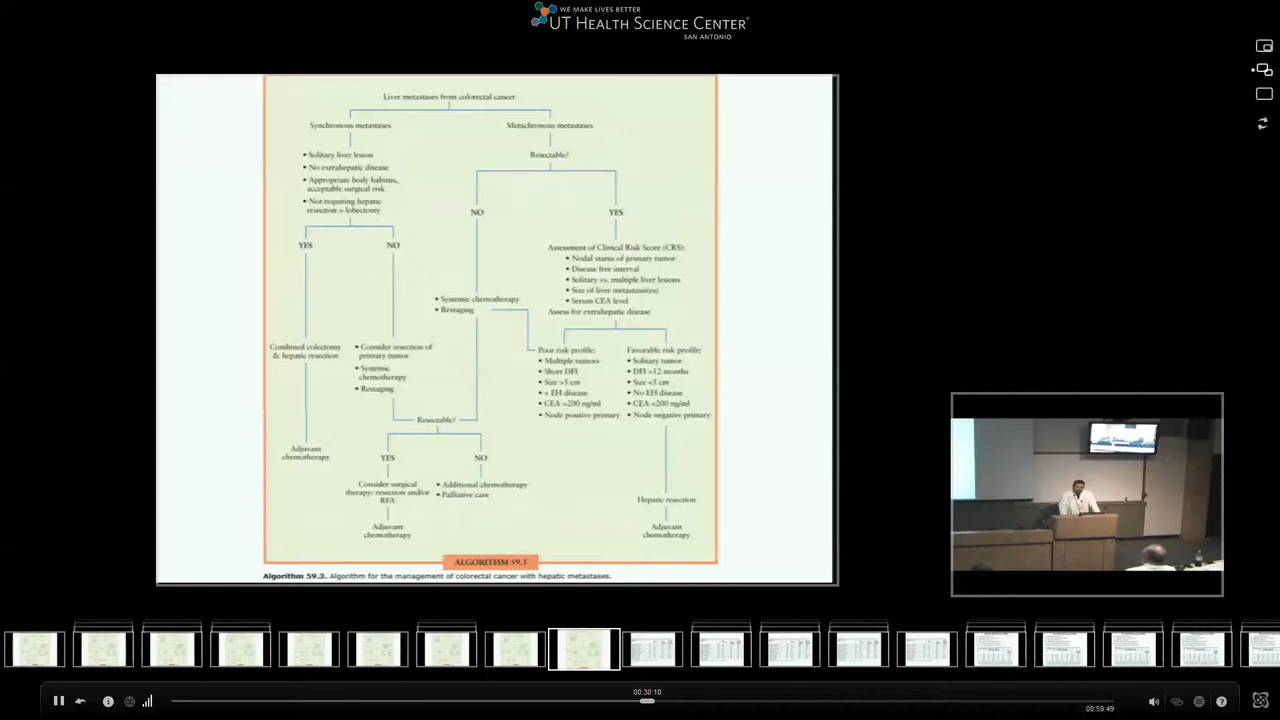 WE MAKE LIVES BETTER
UT HEALTH SCIENCE CENTER®
SAN ANTONIO
Liver metastases from colorectal cancer
Synchronous metastases
Metachronous metastases
• Solitary liver lesion
• No extrahepatic disease
• Appropriate body habitus,
acceptable surgical risk
• Not requiring hepatic
resection > lobectomy
Resectable?
YES
NO
NO
YES
Assessment of Clinical Risk Score (CRS):
• Nodal status of primary tumor
• Disease free interval
• Solitary vs. multiple liver lesions
• Size of liver metastasis(es)
• Serum CEA level
Assess for extrahepatic disease
• Systemic chemotherapy
• Restaging
Combined colectomy
& hepatic resection
• Consider resection of
primary tumor
• Systemic
chemotherapy
• Restaging
Poor risk profile:
• Multiple tumors
• Short DFI
• Size >5 cm
• + EH disease
• CEA >200 ng/ml
• Node positive primary
Favorable risk profile:
• Solitary tumor
• DFI >12 months
• Size <5 cm
• No EH disease
• CEA <200 ng/ml
• Node negative primary
Resectable?
Adjuvant
chemotherapy
YES
NO
Consider surgical
therapy: resection and/or
RFA
• Additional chemotherapy
• Palliative care
Hepatic resection
Adjuvant
chemotherapy
Adjuvant
chemotherapy
ALGORITHM 59.3
Algorithm 59.3. Algorithm for the management of colorectal cancer with hepatic metastases.
00:30:10
00:59:49